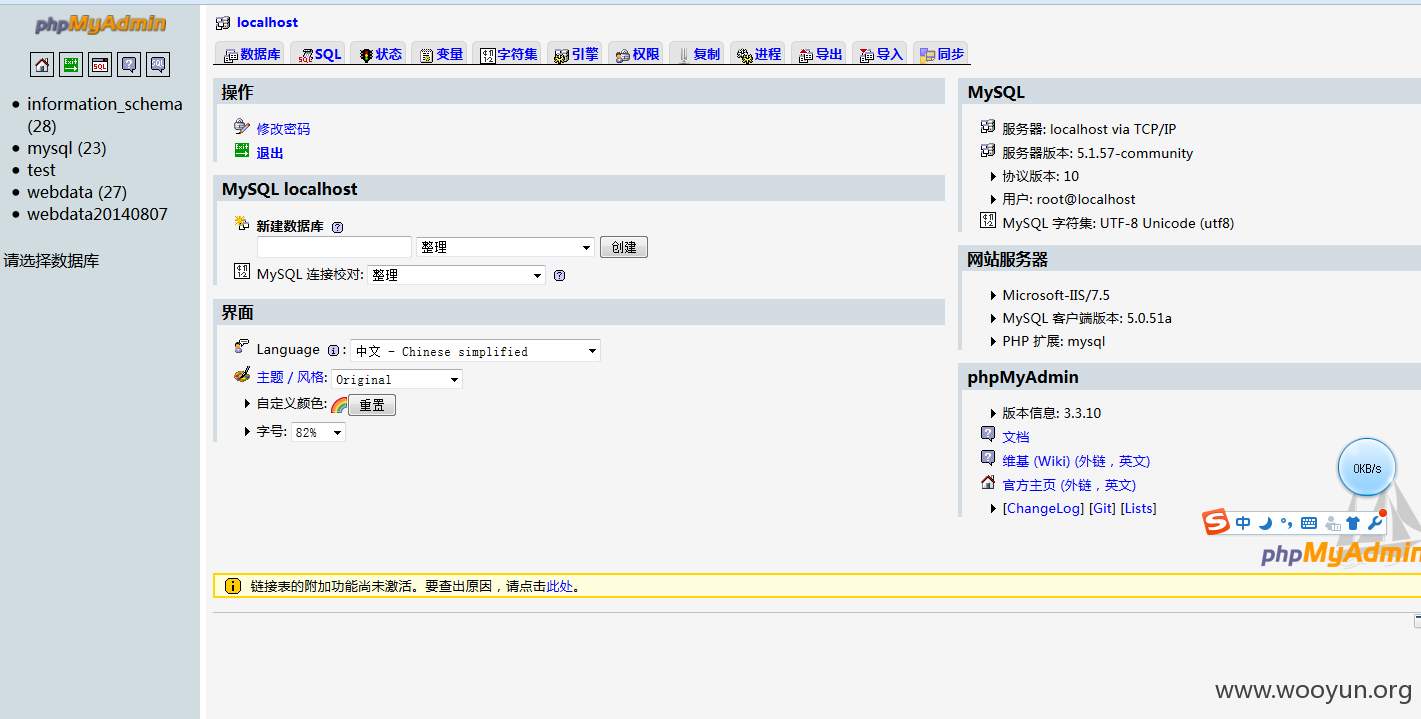 phpMyAdmin
information_schema
(28)
mysql (23)
test
webdata (27)
webdata20140807
请选择数据库
localhost
数据库 SQL 状态 变量 字符集 引擎 权限 复制 进程 导出 导入 同步
操作
修改密码
退出
MySQL localhost
新建数据库
整理 创建
MySQL 连接校对: 整理
界面
Language : 中文 - Chinese simplified
主题 / 风格: Original
自定义颜色: 重置
字号: 82%
MySQL
服务器: localhost via TCP/IP
服务器版本: 5.1.57-community
协议版本: 10
用户: root@localhost
MySQL 字符集: UTF-8 Unicode (utf8)
网站服务器
Microsoft-IIS/7.5
MySQL 客户端版本: 5.0.51a
PHP 扩展: mysql
phpMyAdmin
版本信息: 3.3.10
文档
维基 (Wiki) (外链，英文)
官方主页 (外链，英文)
[ChangeLog] [Git] [Lists]
0KB/s
中
phpMyAdmin
链接表的附加功能尚未激活。要查出原因，请点击此处。
www.wooyun.org